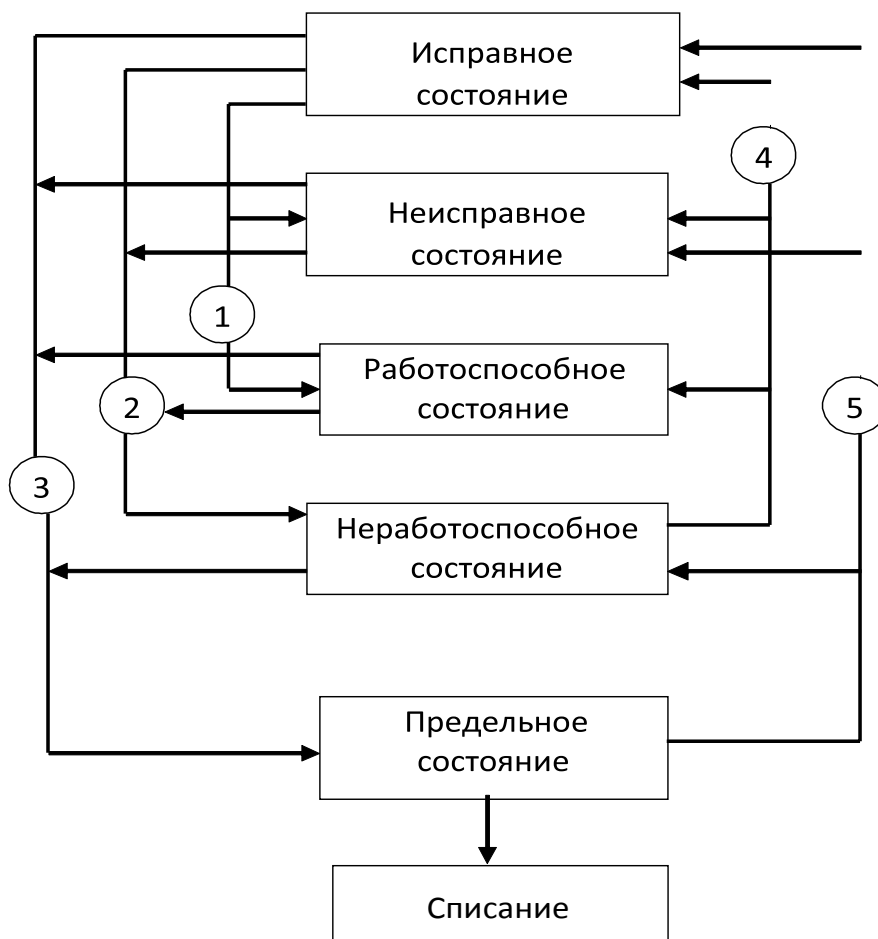 Исправное
состояние
4
Неисправное
состояние
1
Работоспособное
состояние
2
5
3
Неработоспособное
состояние
Предельное
состояние
Списание